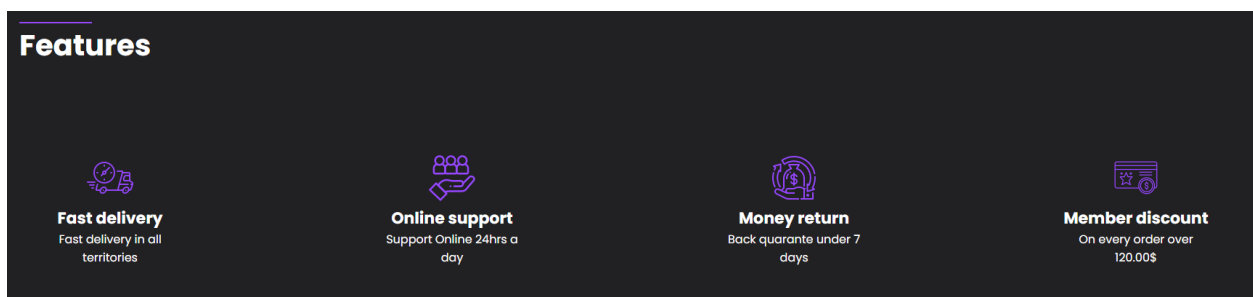 Features
Fast delivery
Fast delivery in all
territories
Online support
Support Online 24hrs a
day
Money return
Back quarante under 7
days
Member discount
On every order over
120.00$